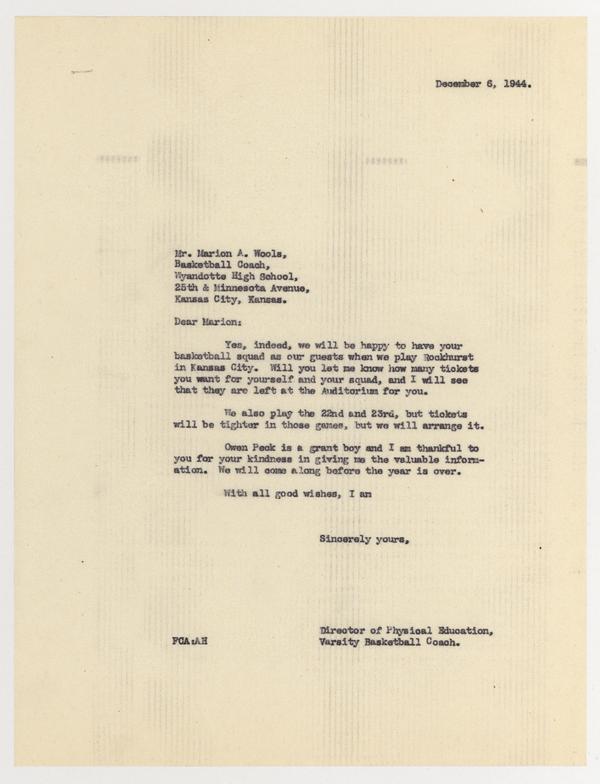 December 6, 1944.
Mr. Marion A. Wools,
Basketball Coach,
Wyandotte High School,
25th & Minnesota Avenue,
Kansas City, Kansas.
Dear Marion:
Yes, indeed, we will be happy to have your
basketball squad as our guests when we play Rockhurst
in Kansas City. Will you let me know how many tickets
you want for yourself and your squad, and I will see
that they are left at the Auditorium for you.
We also play the 22nd and 23rd, but tickets
will be tighter in those games, but we will arrange it.
Owen Peck is a grant boy and I am thankful to
you for your kindness in giving me the valuable inform-
ation. We will come along before the year is over.
With all good wishes, I am
Sincerely yours,
Director of Physical Education,
FCA:AH Varsity Basketball Coach.